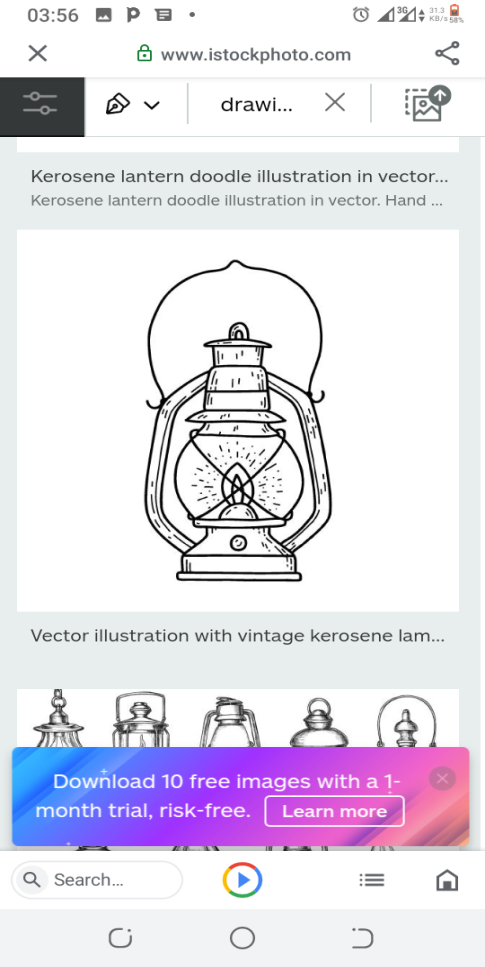 03:56
3G
31.3
KB/s
58%
www.istockphoto.com
drawi...
Kerosene lantern doodle illustration in vector...
Kerosene lantern doodle illustration in vector. Hand ...
Vector illustration with vintage kerosene lam...
Download 10 free images with a 1-
month trial, risk-free. Learn more
Search...